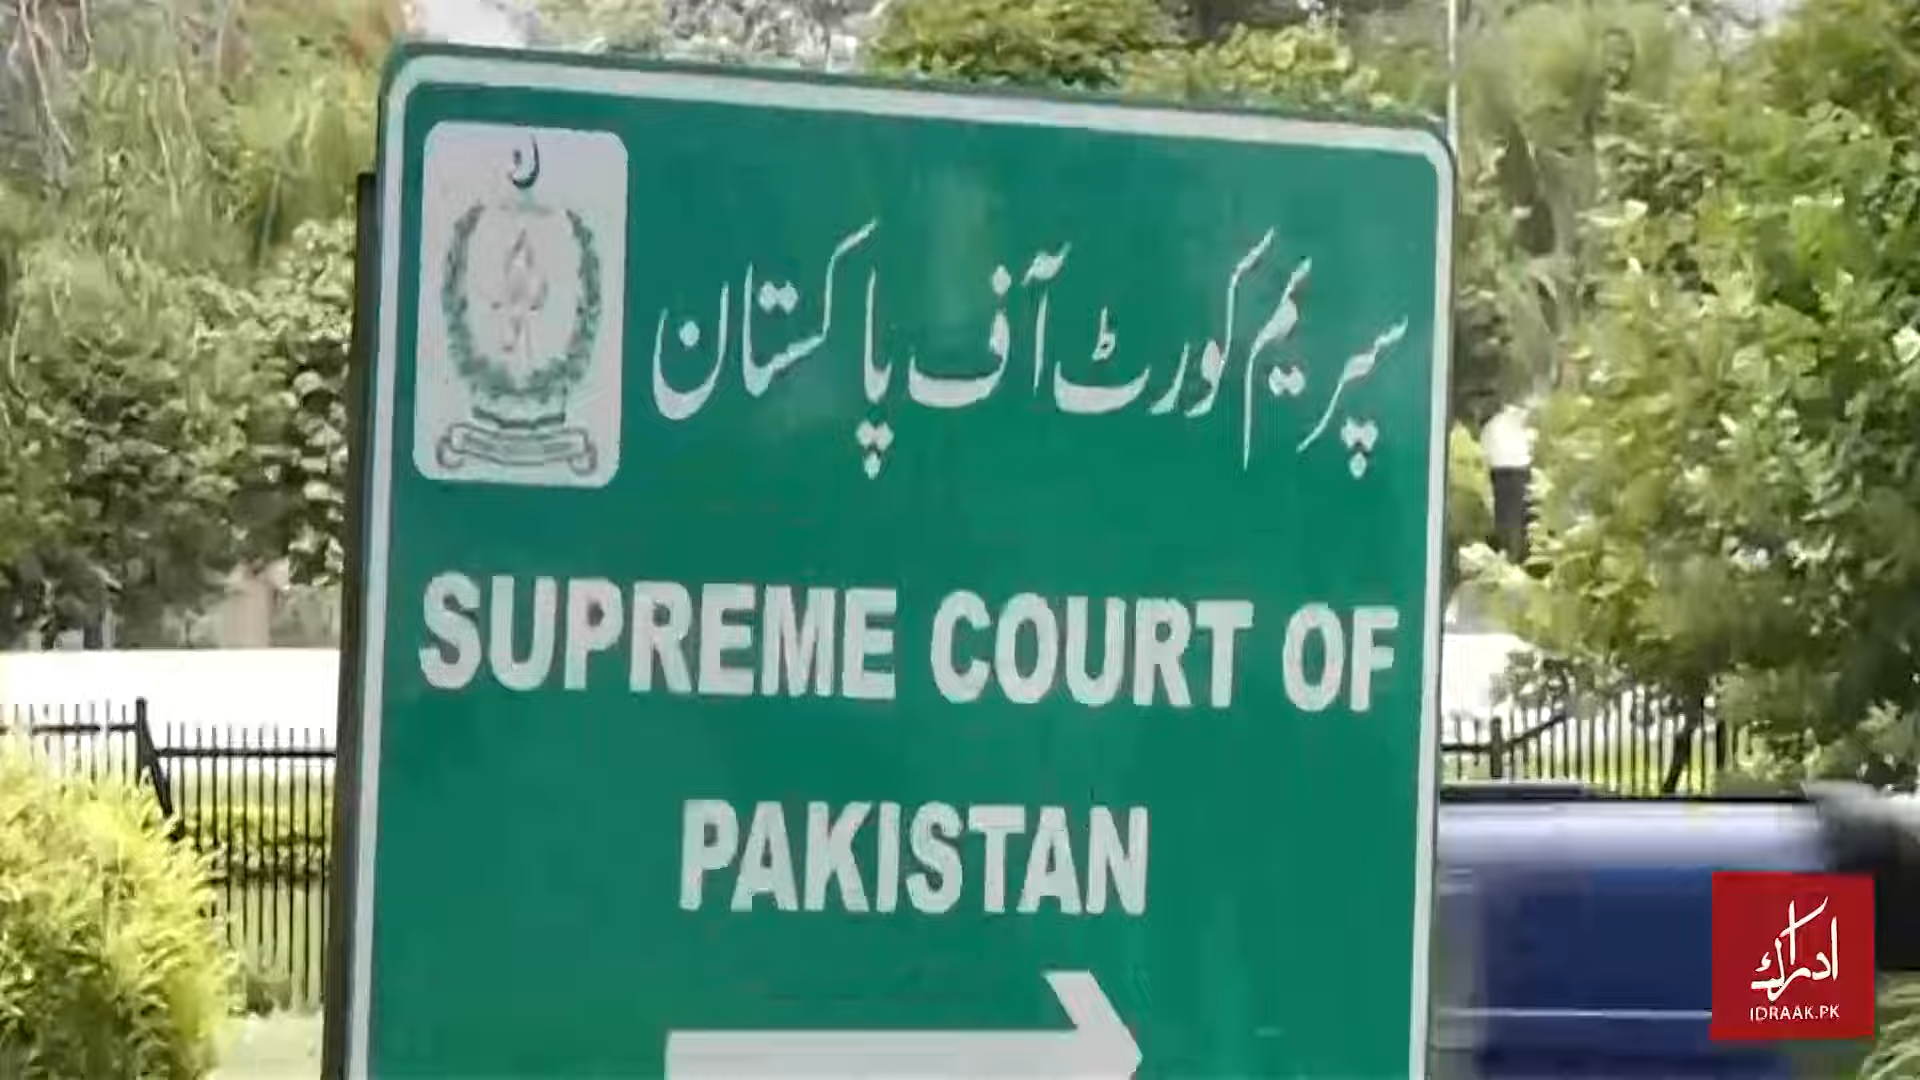 سپریم کورٹ آف پاکستان
SUPREME COURT OF
PAKISTAN
ادراک
IDRAAK.PK